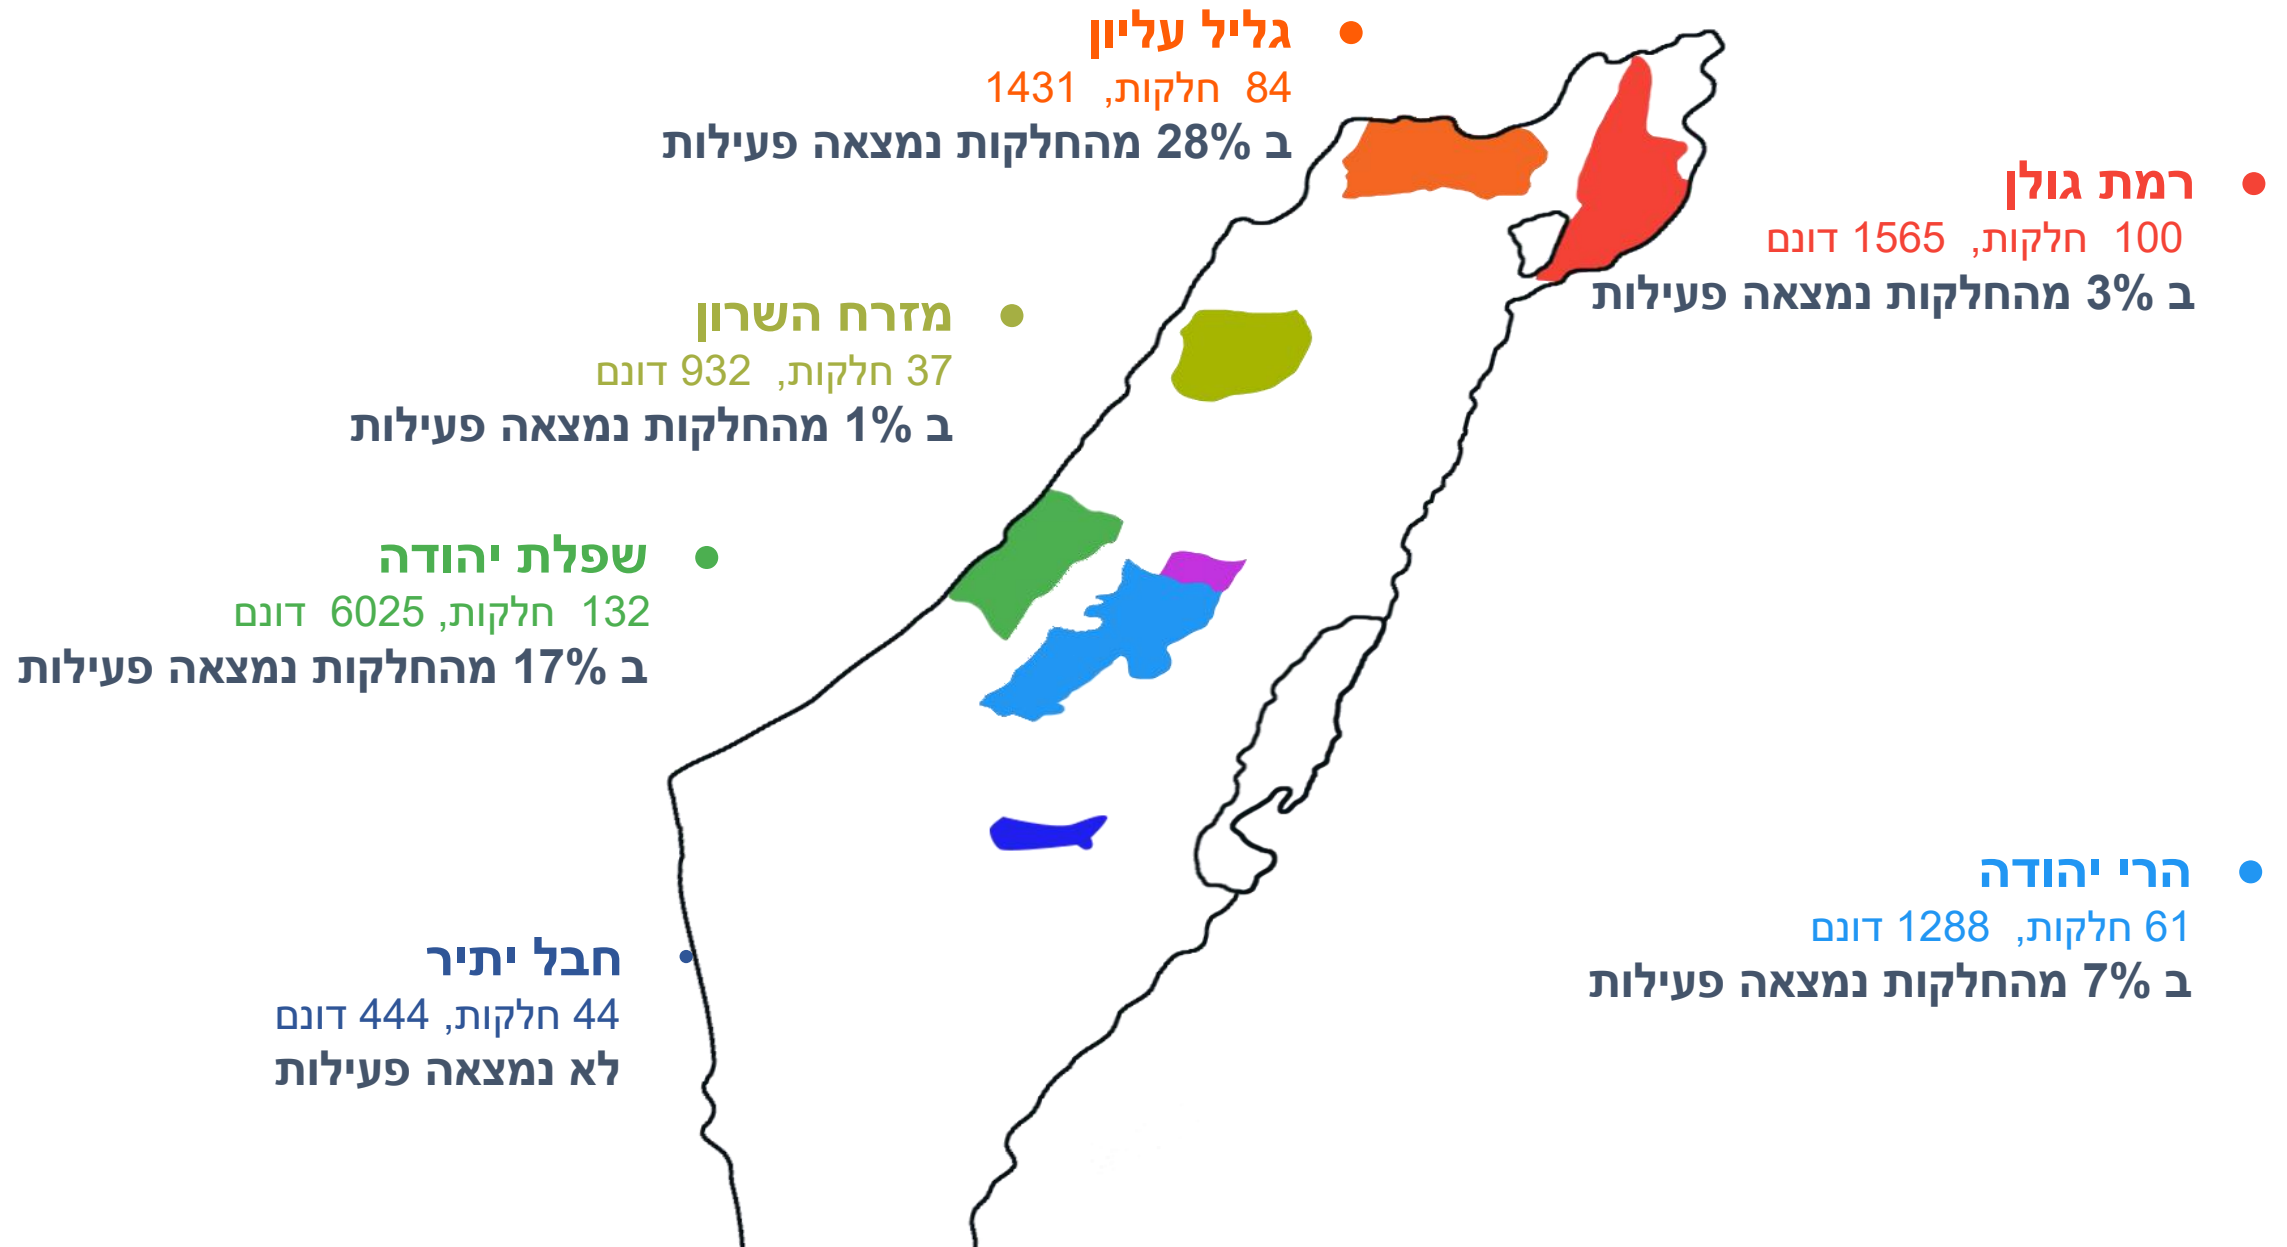 גליל עליון
84 חלקות, 1431
ב 28% מהחלקות נמצאה פעילות
רמת גולן
100 חלקות, 1565 דונם
ב 3% מהחלקות נמצאה פעילות
מזרח השרון
37 חלקות, 932 דונם
ב 1% מהחלקות נמצאה פעילות
שפלת יהודה
132 חלקות, 6025 דונם
ב 17% מהחלקות נמצאה פעילות
הרי יהודה
61 חלקות, 1288 דונם
ב 7% מהחלקות נמצאה פעילות
חבל יתיר
44 חלקות, 444 דונם
לא נמצאה פעילות